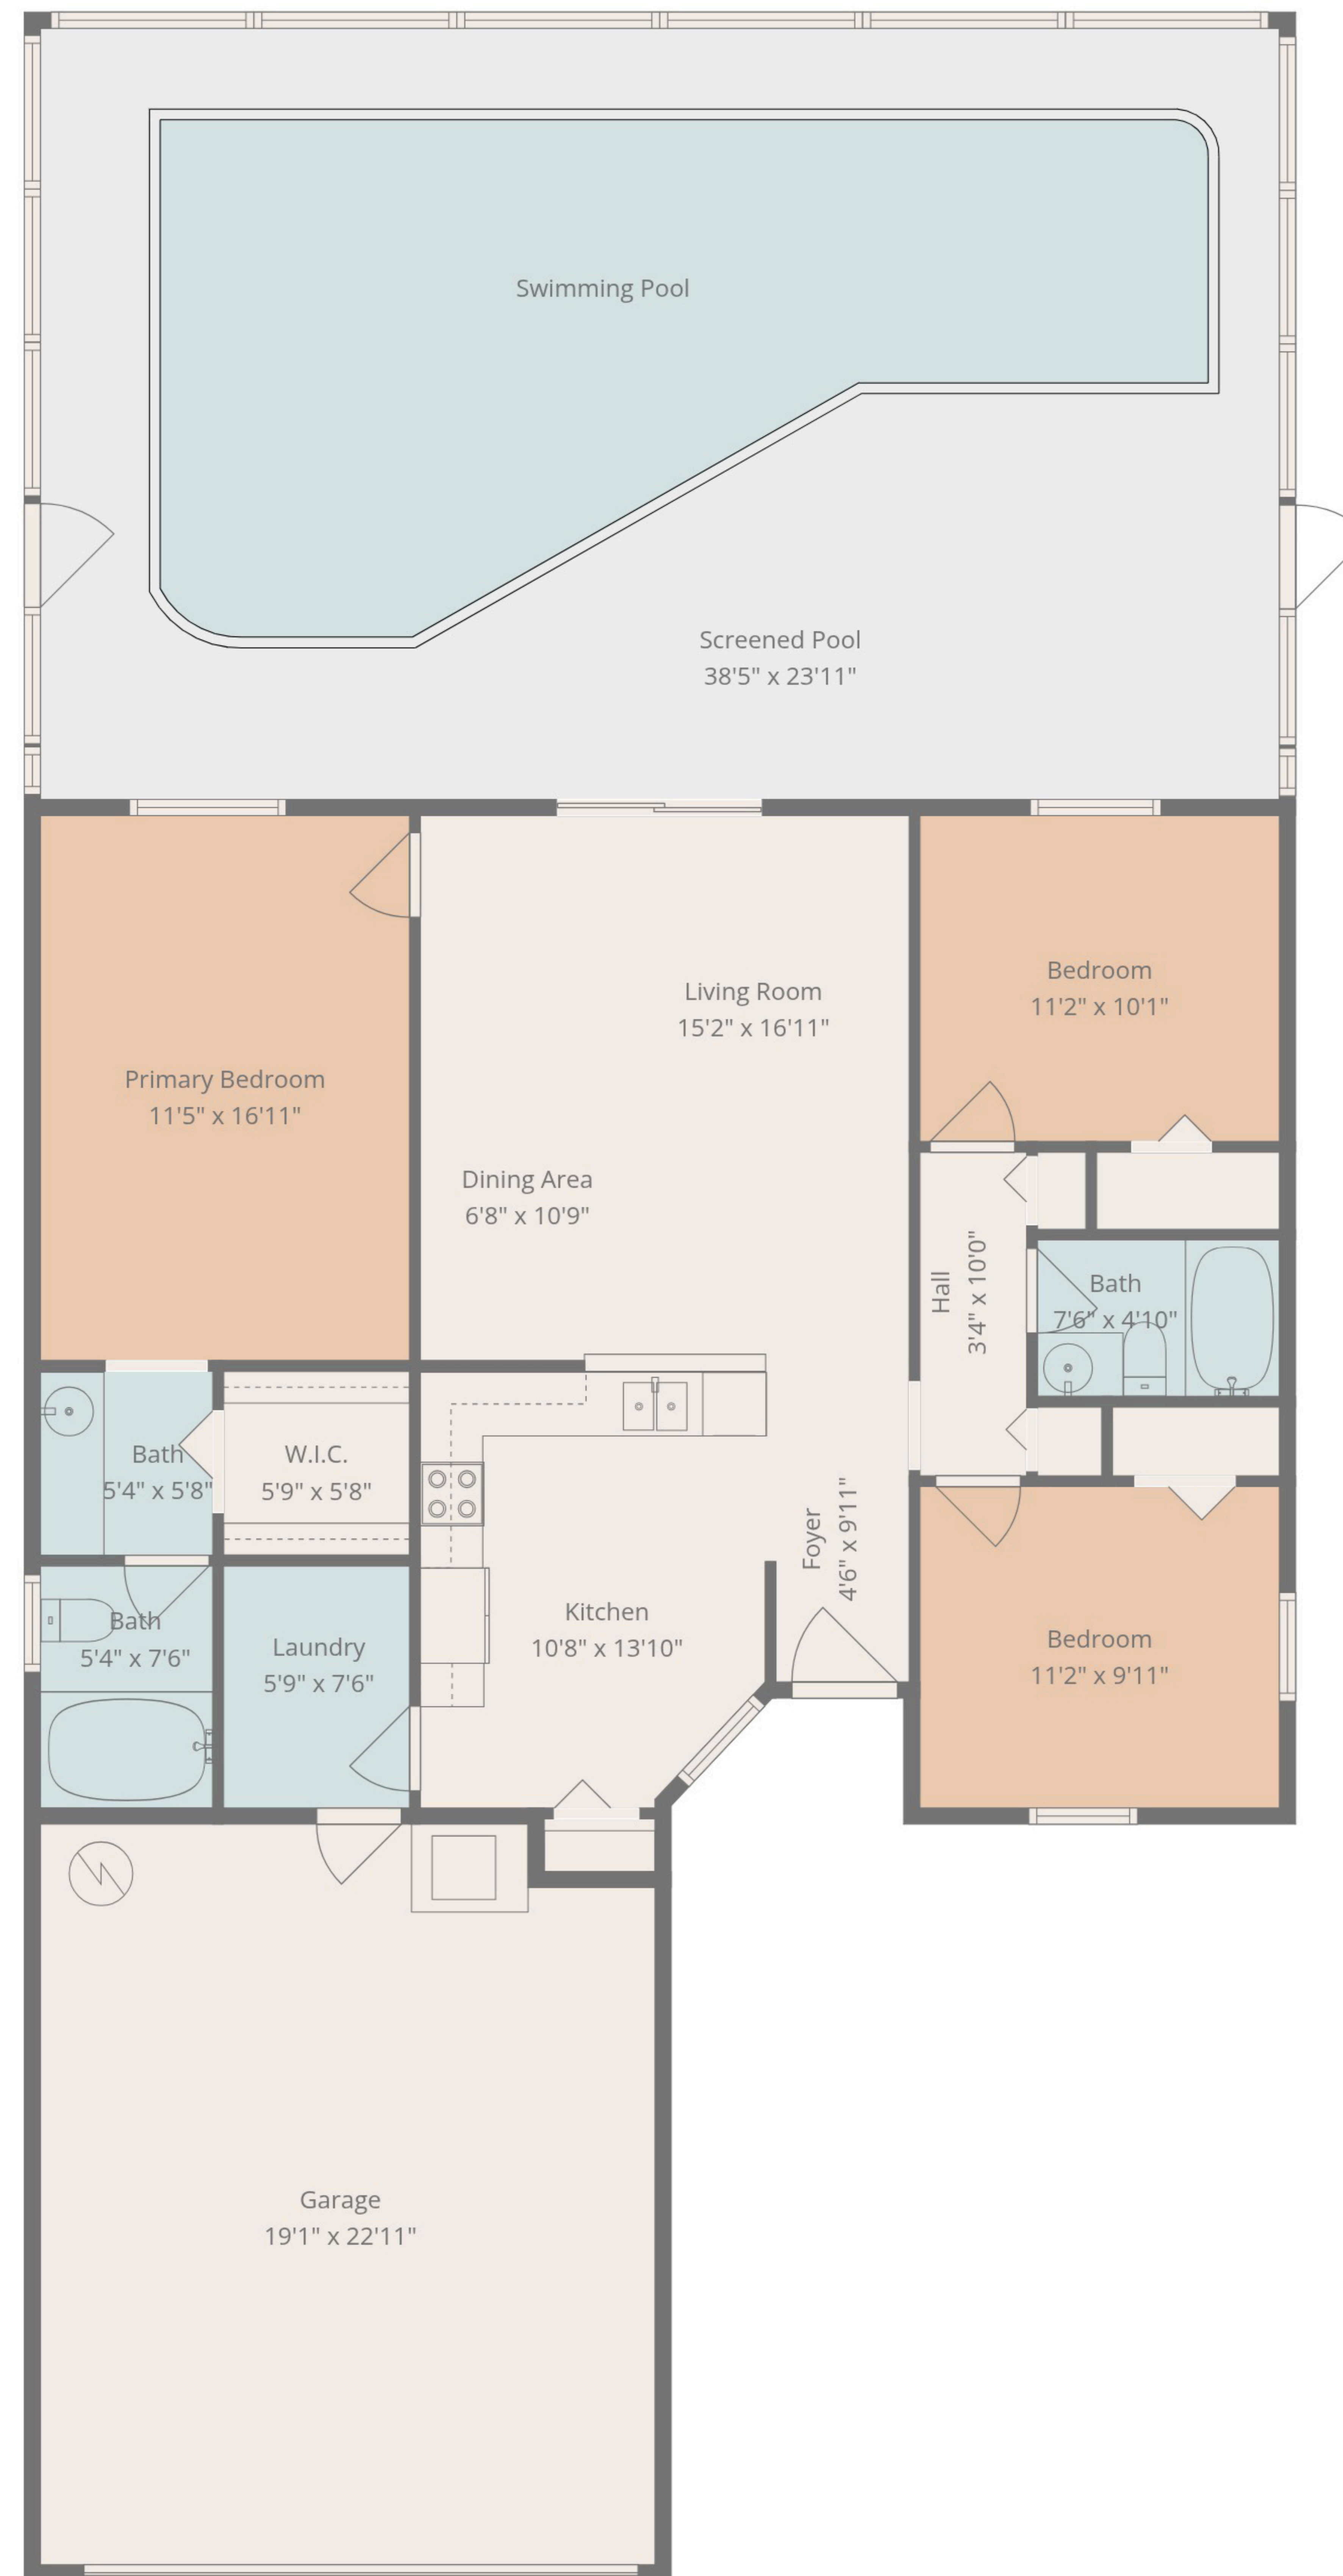 Swimming Pool
Screened Pool
38'5" x 23'11"
Living Room
15'2" x 16'11"
Bedroom
11'2" x 10'1"
Primary Bedroom
11'5" x 16'11"
Dining Area
6'8" x 10'9"
Hall
3'4" x 10'0"
Bath
7'6" x 4'10"
Bath
5'4" x 5'8"
W.I.C.
5'9" x 5'8"
Foyer
4'6" x 9'11"
Kitchen
10'8" x 13'10"
Bath
5'4" x 7'6"
Laundry
5'9" x 7'6"
Bedroom
11'2" x 9'11"
Garage
19'1" x 22'11"